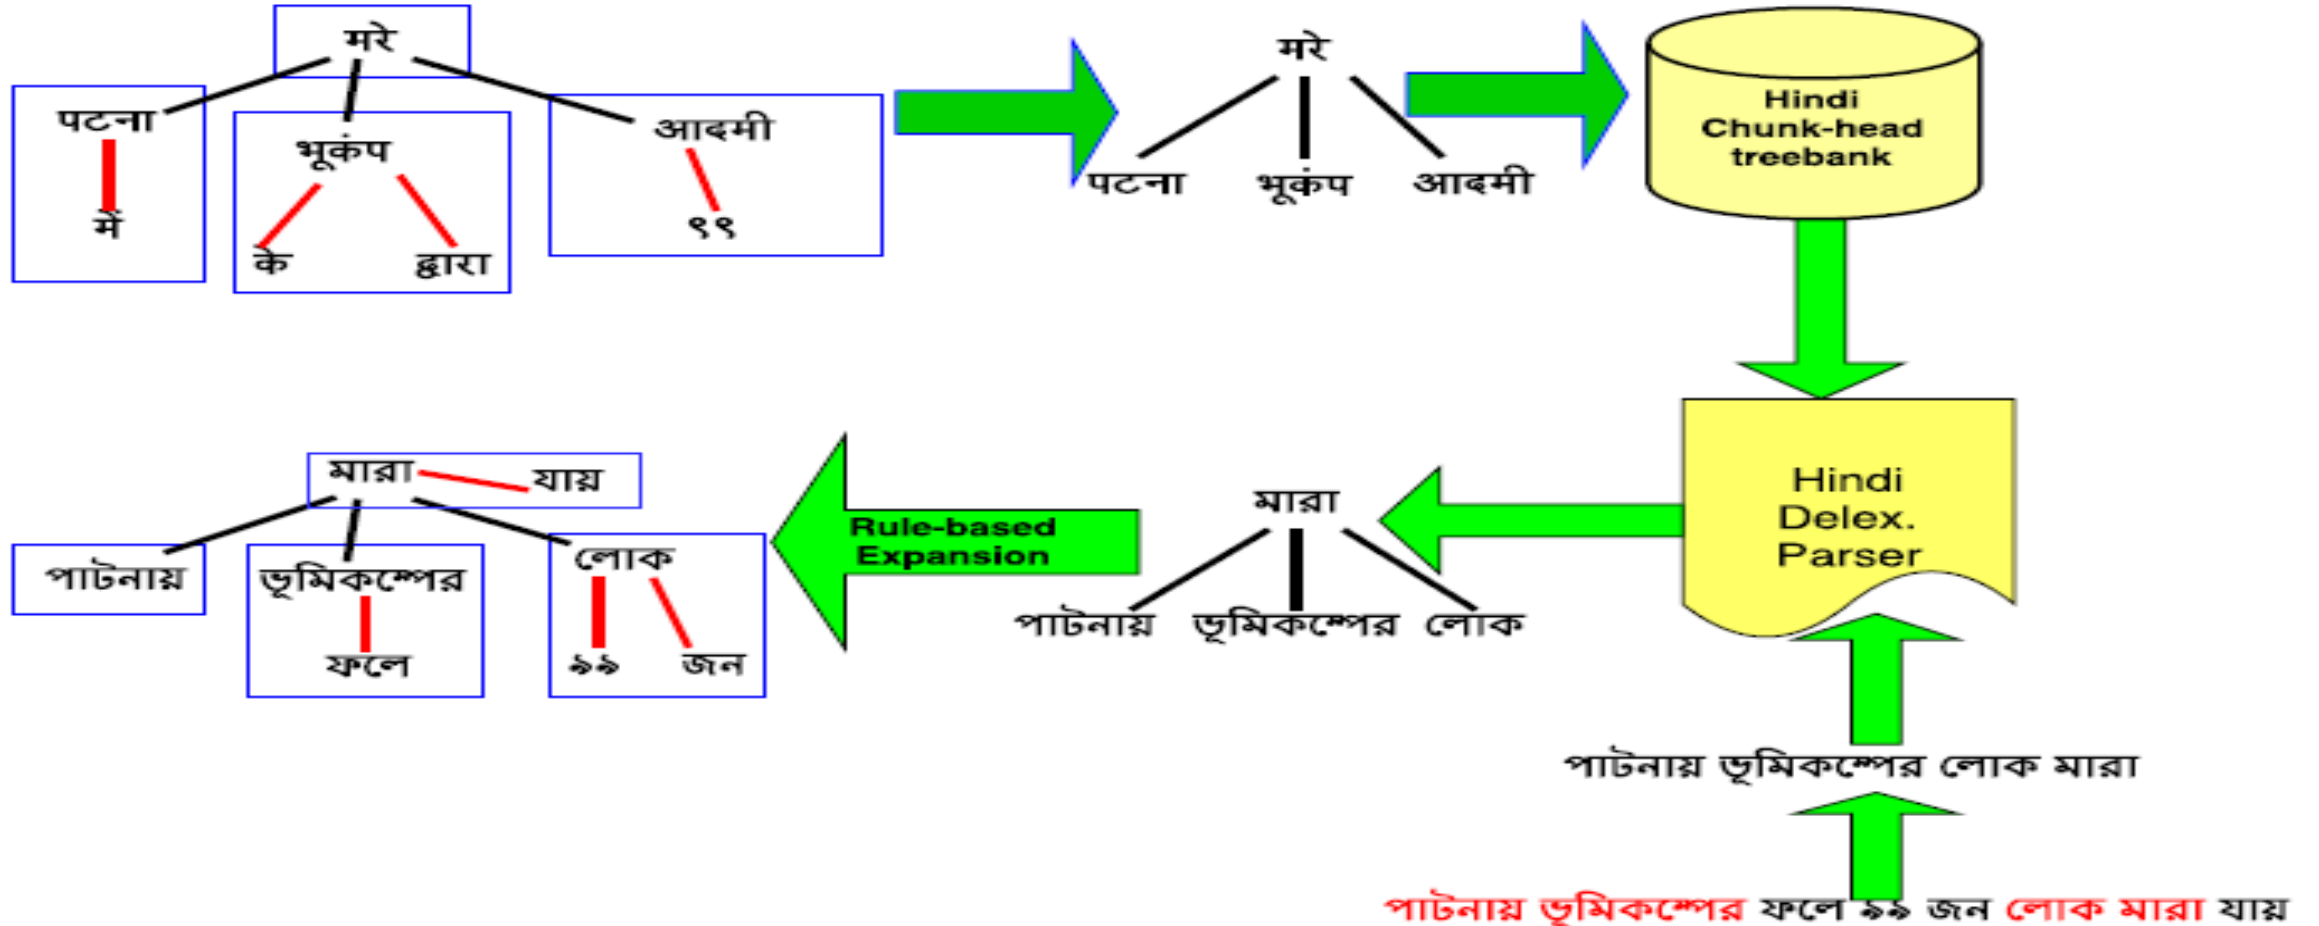 मरे
पटना
भूकंप
आदमी
में
के
द्वारा
९९
मरे
पटना भूकंप आदमी
Hindi
Chunk-head
treebank
Hindi
Delex.
Parser
মারা যায়
পাটনায়
ভূমিকম্পের
লোক
ফলে
৯৯ জন
Rule-based
Expansion
মারা
পাটনায় ভূমিকম্পের লোক
পাটনায় ভূমিকম্পের লোক মারা
পাটনায় ভূমিকম্পের ফলে ৯৯ জন লোক মারা যায়